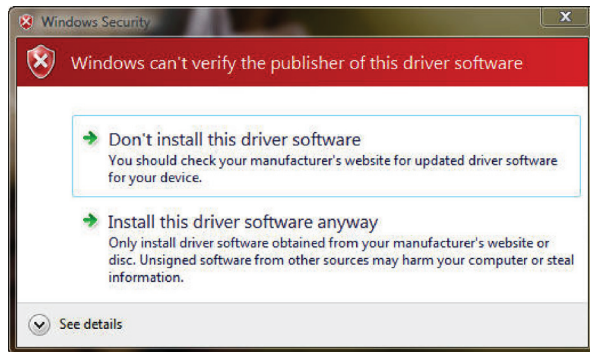 Windows Security
Windows can't verify the publisher of this driver software
Don't install this driver software
You should check your manufacturer's website for updated driver software
for your device.
Install this driver software anyway
Only install driver software obtained from your manufacturer's website or
disc. Unsigned software from other sources may harm your computer or steal
information.
See details